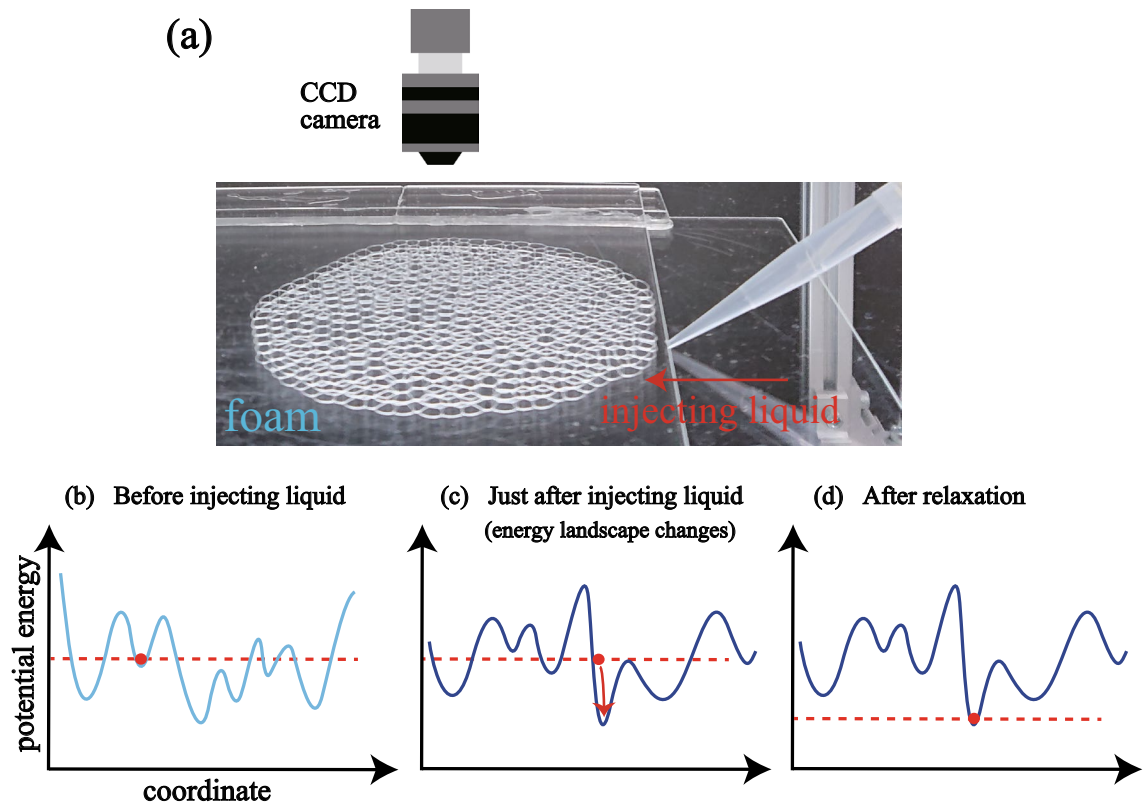 (a)
CCD
camera
foam
injecting liquid
(b) Before injecting liquid
(c) Just after injecting liquid
(energy landscape changes)
(d) After relaxation
potential energy
coordinate